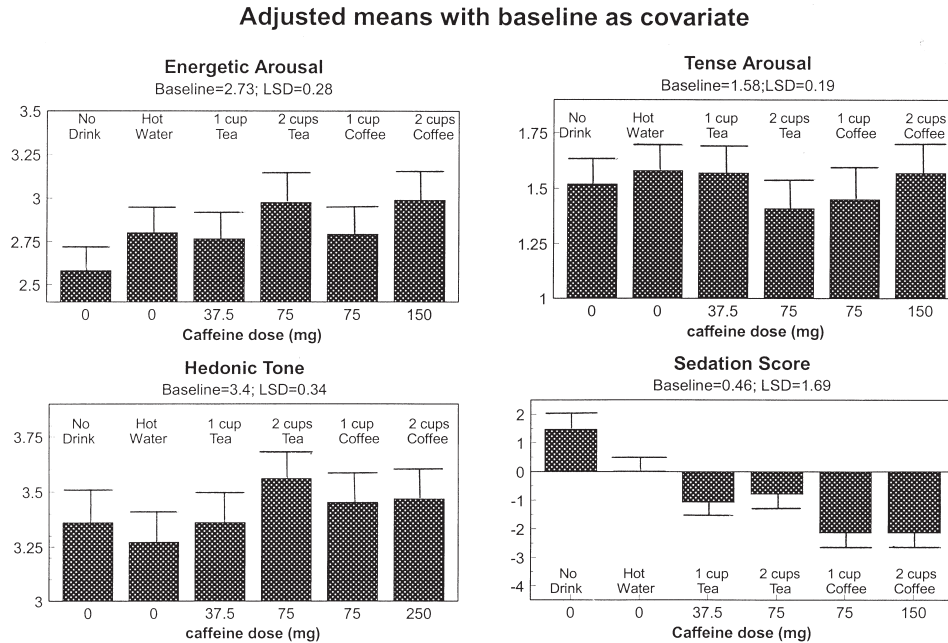 Adjusted means with baseline as covariate
Energetic Arousal
Baseline=2.73; LSD=0.28
3.5
3.25
3
2.75
2.5
No Drink
Hot Water
1 cup Tea
2 cups Tea
1 cup Coffee
2 cups Coffee
0 0 37.5 75 75 150
Caffeine dose (mg)
Tense Arousal
Baseline=1.58;LSD=0.19
1.75
1.5
1.25
1
No Drink
Hot Water
1 cup Tea
2 cups Tea
1 cup Coffee
2 cups Coffee
0 0 37.5 75 75 150
caffeine dose (mg)
Hedonic Tone
Baseline=3.4; LSD=0.34
3.75
3.5
3.25
3
No Drink
Hot Water
1 cup Tea
2 cups Tea
1 cup Coffee
2 cups Coffee
0 0 37.5 75 75 250
caffeine dose (mg)
Sedation Score
Baseline=0.46; LSD=1.69
2
1
0
-1
-2
-3
-4
No Drink
Hot Water
1 cup Tea
2 cups Tea
1 cup Coffee
2 cups Coffee
0 0 37.5 75 75 150
Caffeine dose (mg)